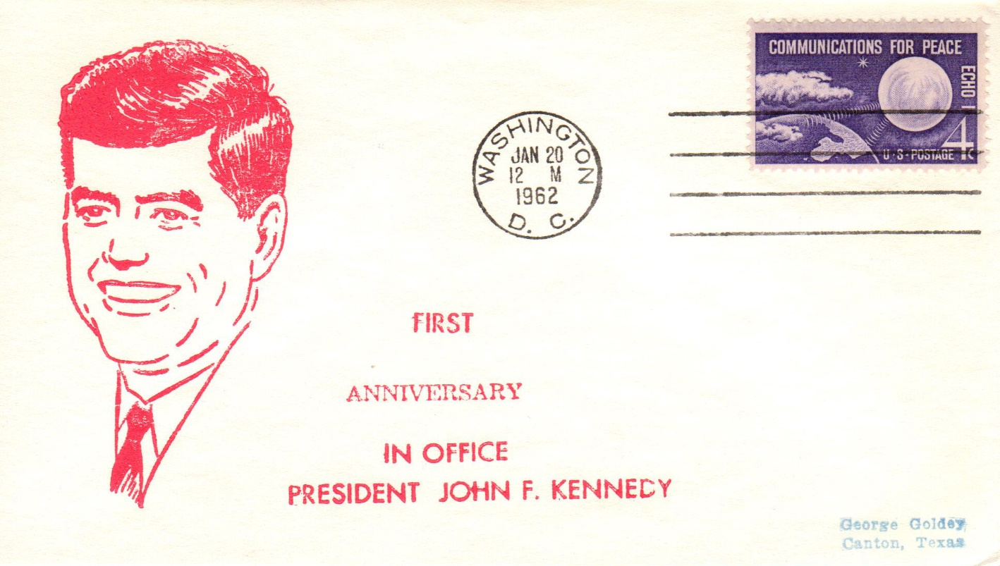 COMMUNICATIONS FOR PEACE
ECHO I
4c
U·S·POSTAGE
WASHINGTON
JAN 20
12 M
1962
D. C.
FIRST
ANNIVERSARY
IN OFFICE
PRESIDENT JOHN F. KENNEDY
George Goldey
Canton, Texas